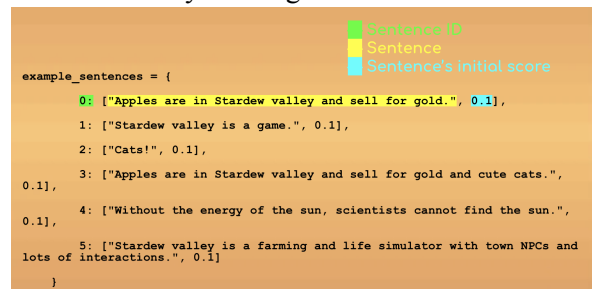 Sentence ID
Sentence
Sentence's initial score
example_sentences = {
0: ["Apples are in Stardew valley and sell for gold.", 0.1],
1: ["Stardew valley is a game.", 0.1],
2: ["Cats!", 0.1],
3: ["Apples are in Stardew valley and sell for gold and cute cats.",
0.1],
4: ["Without the energy of the sun, scientists cannot find the sun.",
0.1],
5: ["Stardew valley is a farming and life simulator with town NPCs and
lots of interactions.", 0.1]
}